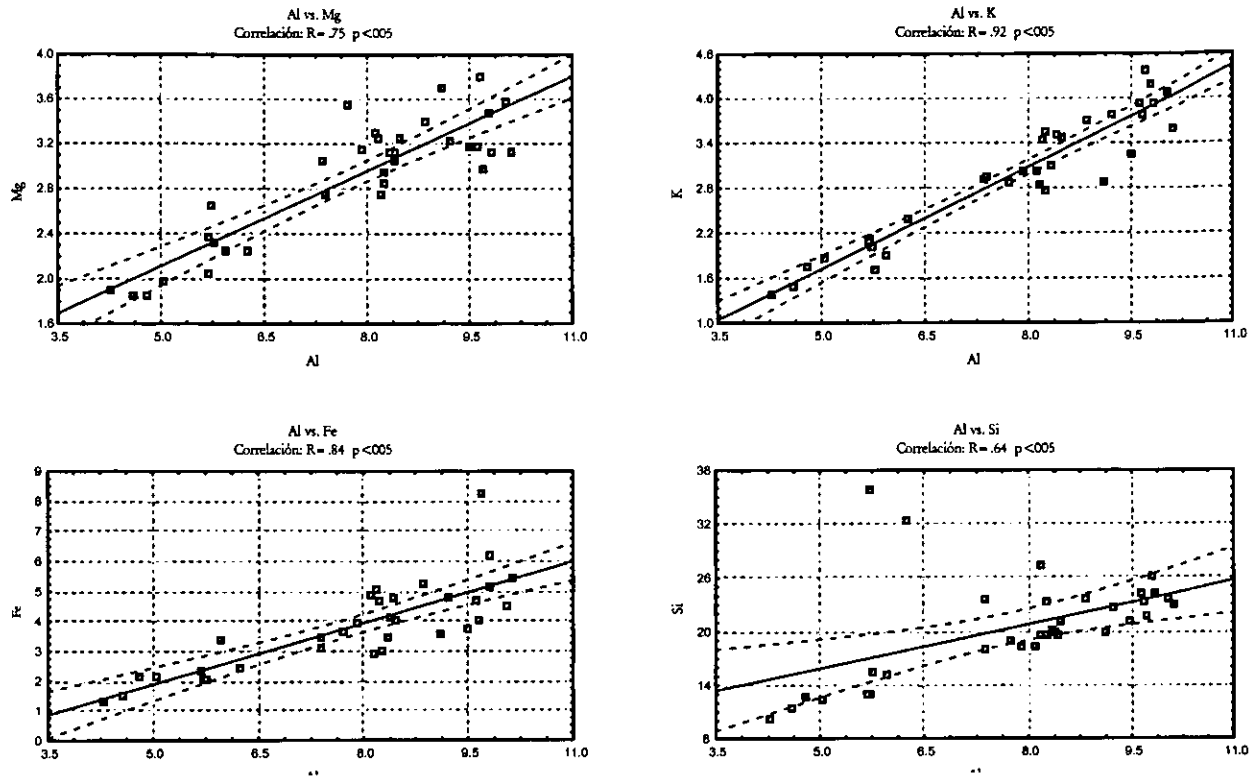 Al vs. Mg
Correlación: R= .75 p<005
4.0
3.6
3.2
2.8
2.4
2.0
1.6
Mg
3.5 5.0 6.5 8.0 9.5 11.0
Al
Al vs. K
Correlación: R= .92 p<005
4.6
4.0
3.4
2.8
2.2
1.6
1.0
K
3.5 5.0 6.5 8.0 9.5 11.0
Al
Al vs. Fe
Correlación: R= .84 p<005
9
8
7
6
5
4
3
2
1
0
Fe
3.5 5.0 6.5 8.0 9.5 11.0
Al vs. Si
Correlación: R= .64 p<005
38
32
26
20
14
8
Si
3.5 5.0 6.5 8.0 9.5 11.0